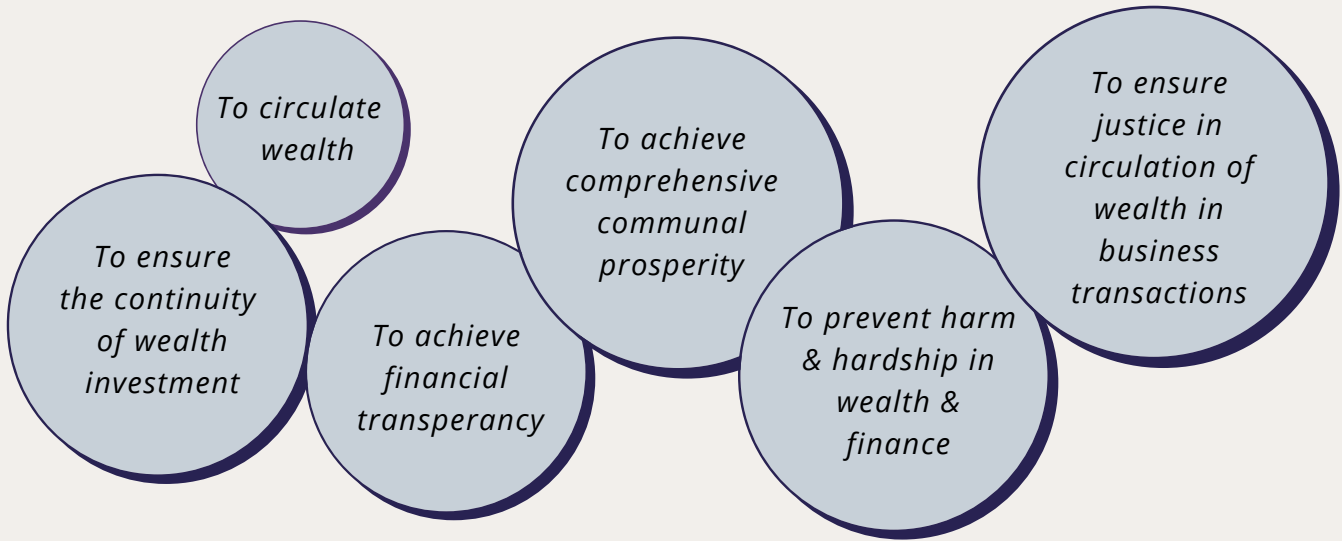 To circulate
wealth
To ensure
the continuity
of wealth
investment
To achieve
financial
transperancy
To achieve
comprehensive
communal
prosperity
To prevent harm
& hardship in
wealth &
finance
To ensure
justice in
circulation of
wealth in
business
transactions